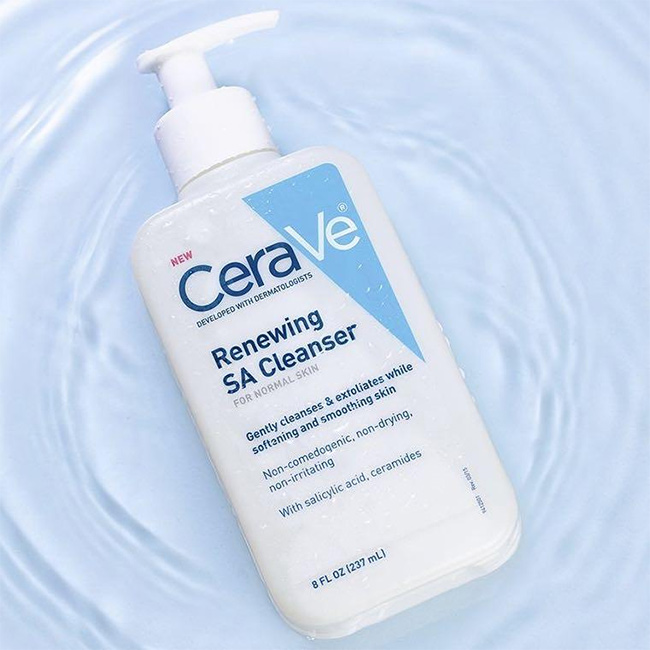 NEW
CeraVe®
DEVELOPED WITH DERMATOLOGISTS
Renewing
SA Cleanser
FOR NORMAL SKIN
Gently cleanses & exfoliates while
softening and smoothing skin
Non-comedogenic, non-drying,
non-irritating
With salicylic acid, ceramides
8 FL OZ (237 mL)